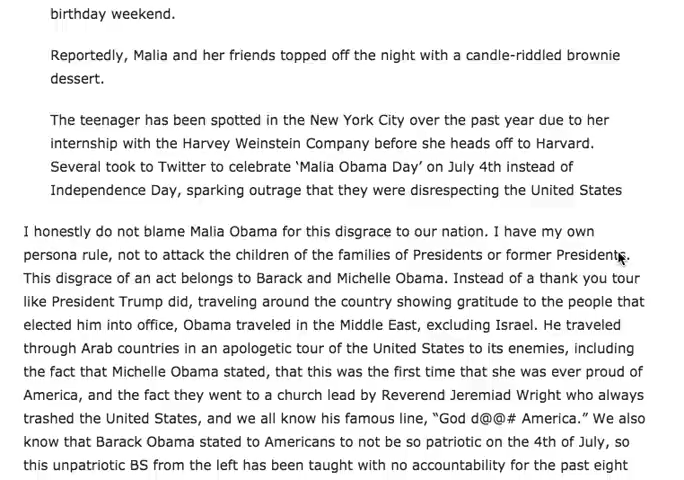 birthday weekend.
Reportedly, Malia and her friends topped off the night with a candle-riddled brownie
dessert.
The teenager has been spotted in the New York City over the past year due to her
internship with the Harvey Weinstein Company before she heads off to Harvard.
Several took to Twitter to celebrate ‘Malia Obama Day’ on July 4th instead of
Independence Day, sparking outrage that they were disrespecting the United States
I honestly do not blame Malia Obama for this disgrace to our nation. I have my own
persona rule, not to attack the children of the families of Presidents or former Presidents.
This disgrace of an act belongs to Barack and Michelle Obama. Instead of a thank you tour
like President Trump did, traveling around the country showing gratitude to the people that
elected him into office, Obama traveled in the Middle East, excluding Israel. He traveled
through Arab countries in an apologetic tour of the United States to its enemies, including
the fact that Michelle Obama stated, that this was the first time that she was ever proud of
America, and the fact they went to a church lead by Reverend Jeremiad Wright who always
trashed the United States, and we all know his famous line, “God d@@# America.” We also
know that Barack Obama stated to Americans to not be so patriotic on the 4th of July, so
this unpatriotic BS from the left has been taught with no accountability for the past eight